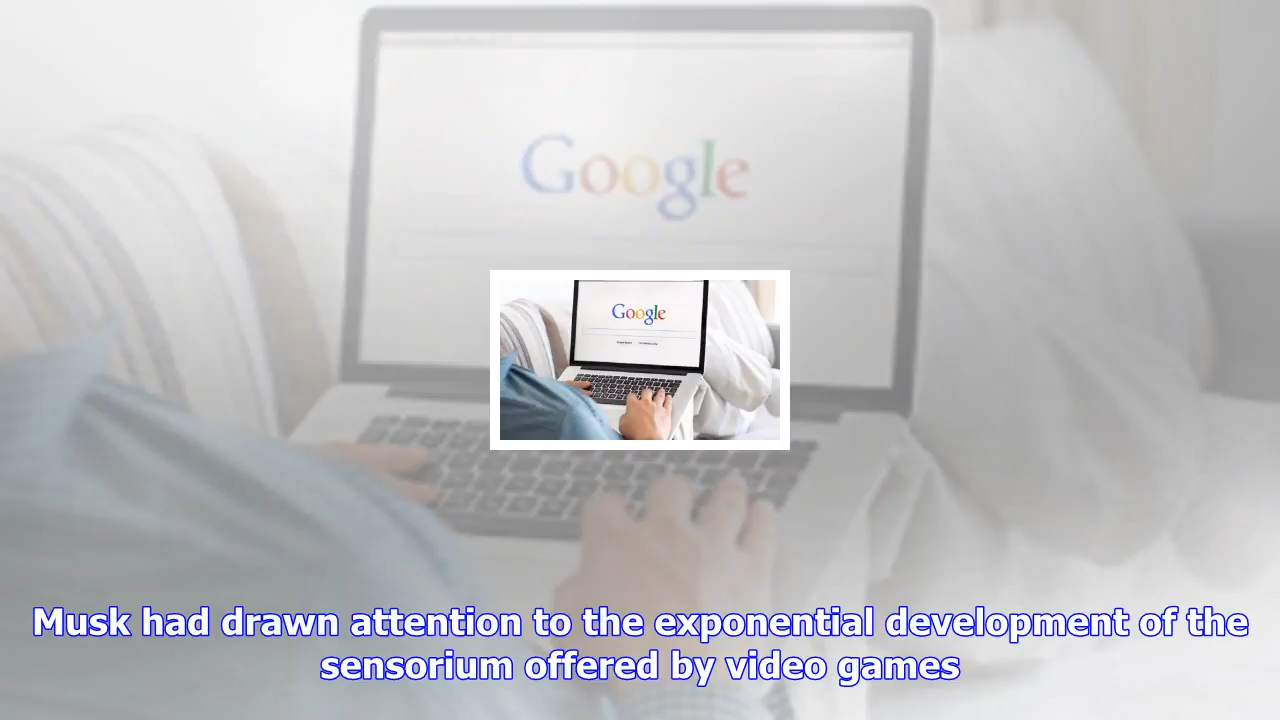 Google
Google
Musk had drawn attention to the exponential development of the
sensorium offered by video games